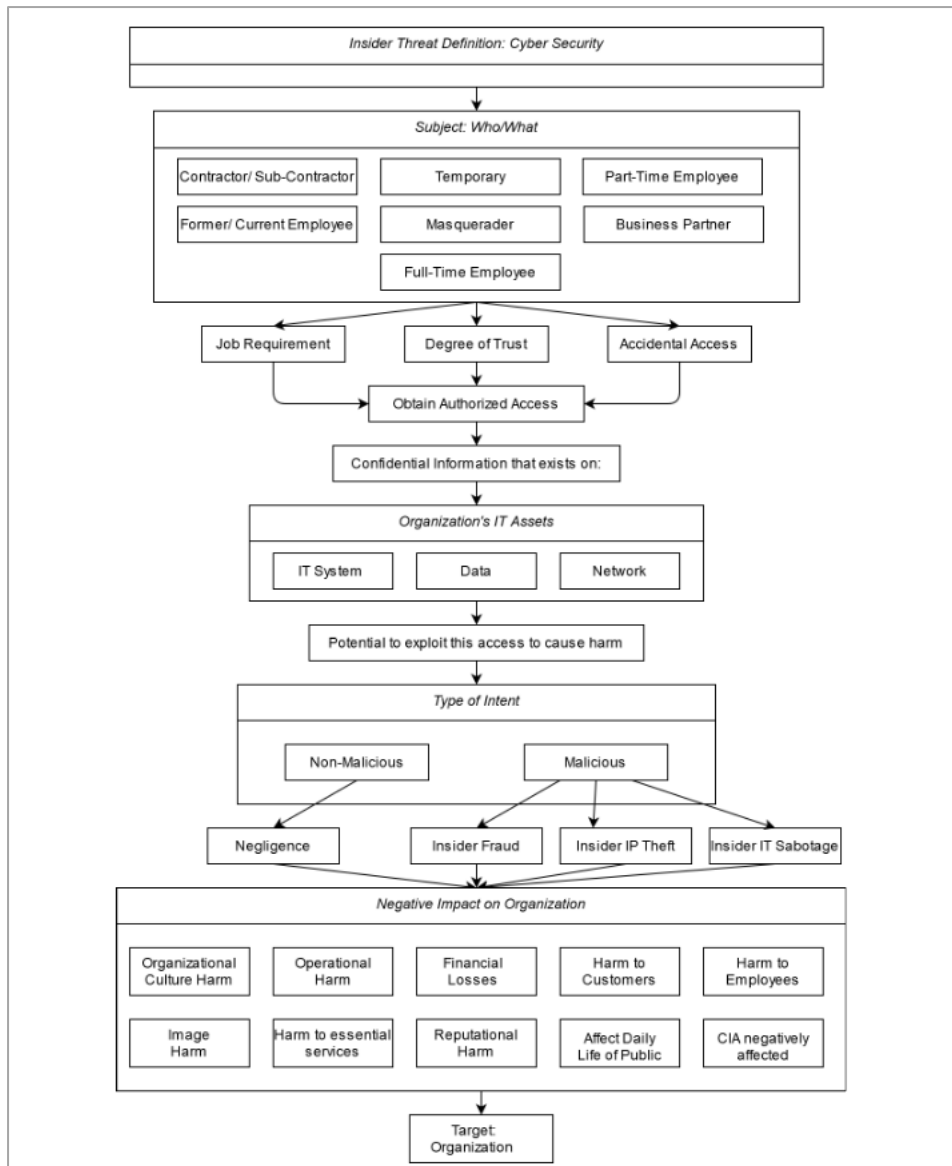 Insider Threat Definition: Cyber Security
Subject: Who/What
Contractor/ Sub-Contractor
Temporary
Part-Time Employee
Former/ Current Employee
Masquerader
Business Partner
Full-Time Employee
Job Requirement
Degree of Trust
Accidental Access
Obtain Authorized Access
Confidential Information that exists on:
Organization's IT Assets
IT System
Data
Network
Potential to exploit this access to cause harm
Type of Intent
Non-Malicious
Malicious
Negligence
Insider Fraud
Insider IP Theft
Insider IT Sabotage
Negative Impact on Organization
Organizational
Culture Harm
Operational
Harm
Financial
Losses
Harm to
Customers
Harm to
Employees
Image
Harm
Harm to essential
services
Reputational
Harm
Affect Daily
Life of Public
CIA negatively
affected
Target:
Organization